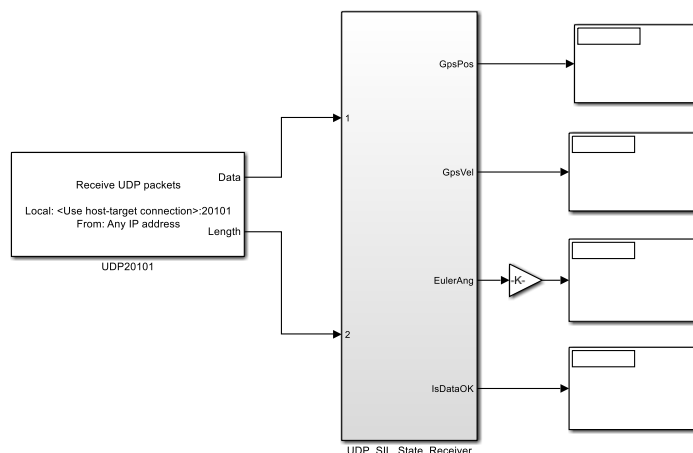 Receive UDP packets
Local: <Use host-target connection>:20101
From: Any IP address
Data
Length
UDP20101
1
2
GpsPos
GpsVel
EulerAng
IsDataOK
-K-
UDP_SIL_State_Receiver